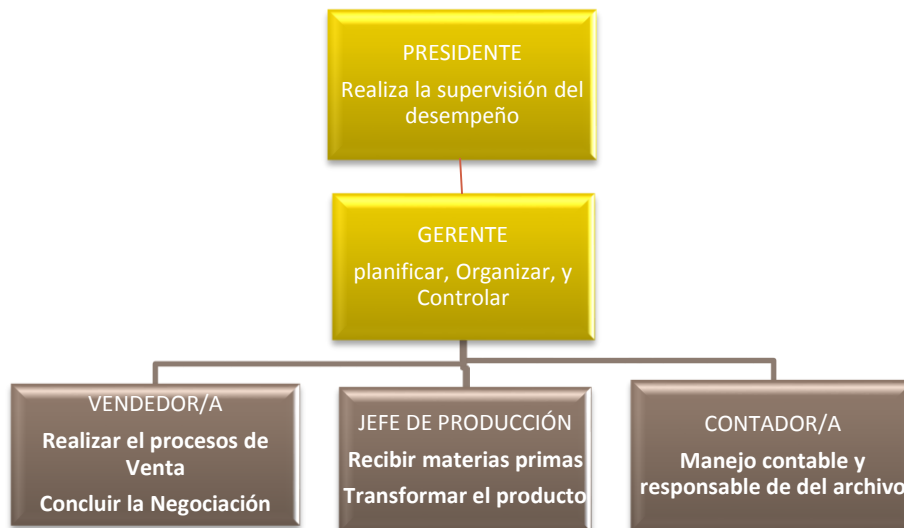 PRESIDENTE
Realiza la supervisión del
desempeño
GERENTE
planificar, Organizar, y
Controlar
VENDEDOR/A
Realizar el procesos de
Venta
Concluir la Negociación
JEFE DE PRODUCCIÓN
Recibir materias primas
Transformar el producto
CONTADOR/A
Manejo contable y
responsable de del archivo